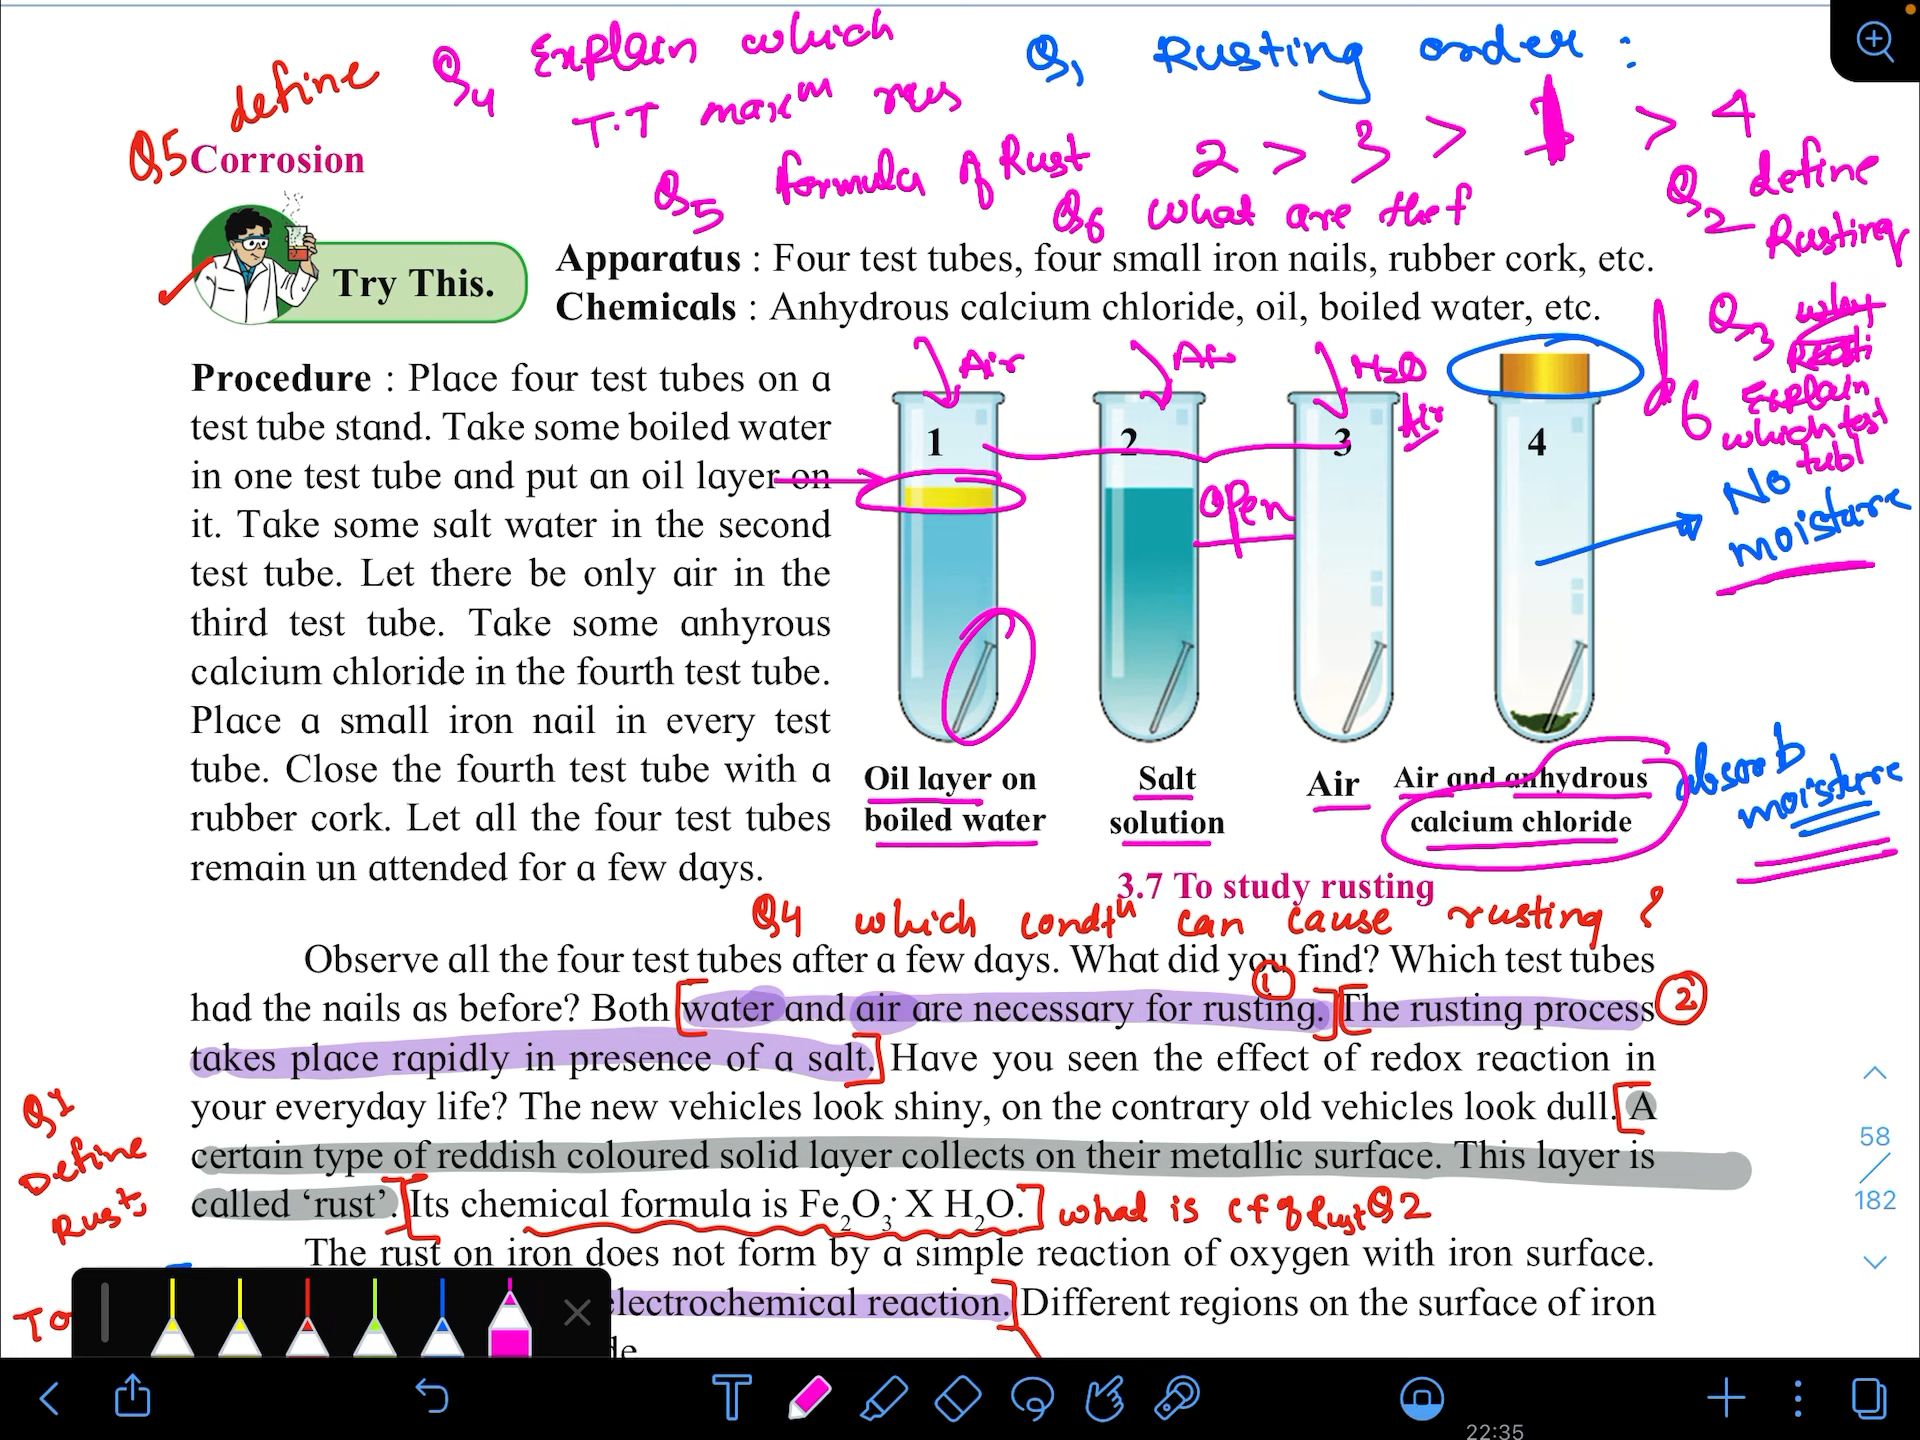 Q4 Explain which
Q1 Rusting order :
define
T.T max^m
2 > 3 > 1 > 4
Q5 Corrosion
Q5 formula of Rust
Q2 define
Rusting
Q6 what are the f
Try This.
Apparatus : Four test tubes, four small iron nails, rubber cork, etc.
Chemicals : Anhydrous calcium chloride, oil, boiled water, etc.
Q3 why
Explain
which test
tubl
Procedure : Place four test tubes on a
test tube stand. Take some boiled water
in one test tube and put an oil layer on
it. Take some salt water in the second
test tube. Let there be only air in the
third test tube. Take some anhyrous
calcium chloride in the fourth test tube.
Place a small iron nail in every test
tube. Close the fourth test tube with a
rubber cork. Let all the four test tubes
remain un attended for a few days.
Air
H2O
Air
1
2
3
4
open
No
moisture
Oil layer on
boiled water
Salt
solution
Air
Air and anhydrous
calcium chloride
absorb
moisture
3.7 To study rusting
Q4 which condtn can cause rusting ?
Observe all the four test tubes after a few days. What did you find? Which test tubes
had the nails as before? Both water and air are necessary for rusting. The rusting process
1
2
takes place rapidly in presence of a salt. Have you seen the effect of redox reaction in
your everyday life? The new vehicles look shiny, on the contrary old vehicles look dull. A
certain type of reddish coloured solid layer collects on their metallic surface. This layer is
called ‘rust’. Its chemical formula is Fe2O3. X H2O.
what is cf of Rust Q2
Q1
Define
Rust
The rust on iron does not form by a simple reaction of oxygen with iron surface.
electrochemical reaction. Different regions on the surface of iron
To
de
58
182
T
22:35